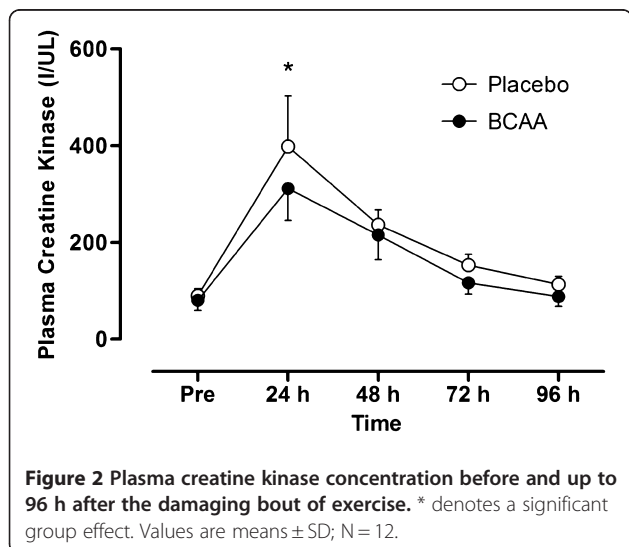 600
400
200
0
Plasma Creatine Kinase (I/UL)
*
Placebo
BCAA
Pre 24 h 48 h 72 h 96 h
Time
Figure 2 Plasma creatine kinase concentration before and up to
96 h after the damaging bout of exercise. * denotes a significant
group effect. Values are means ± SD; N = 12.